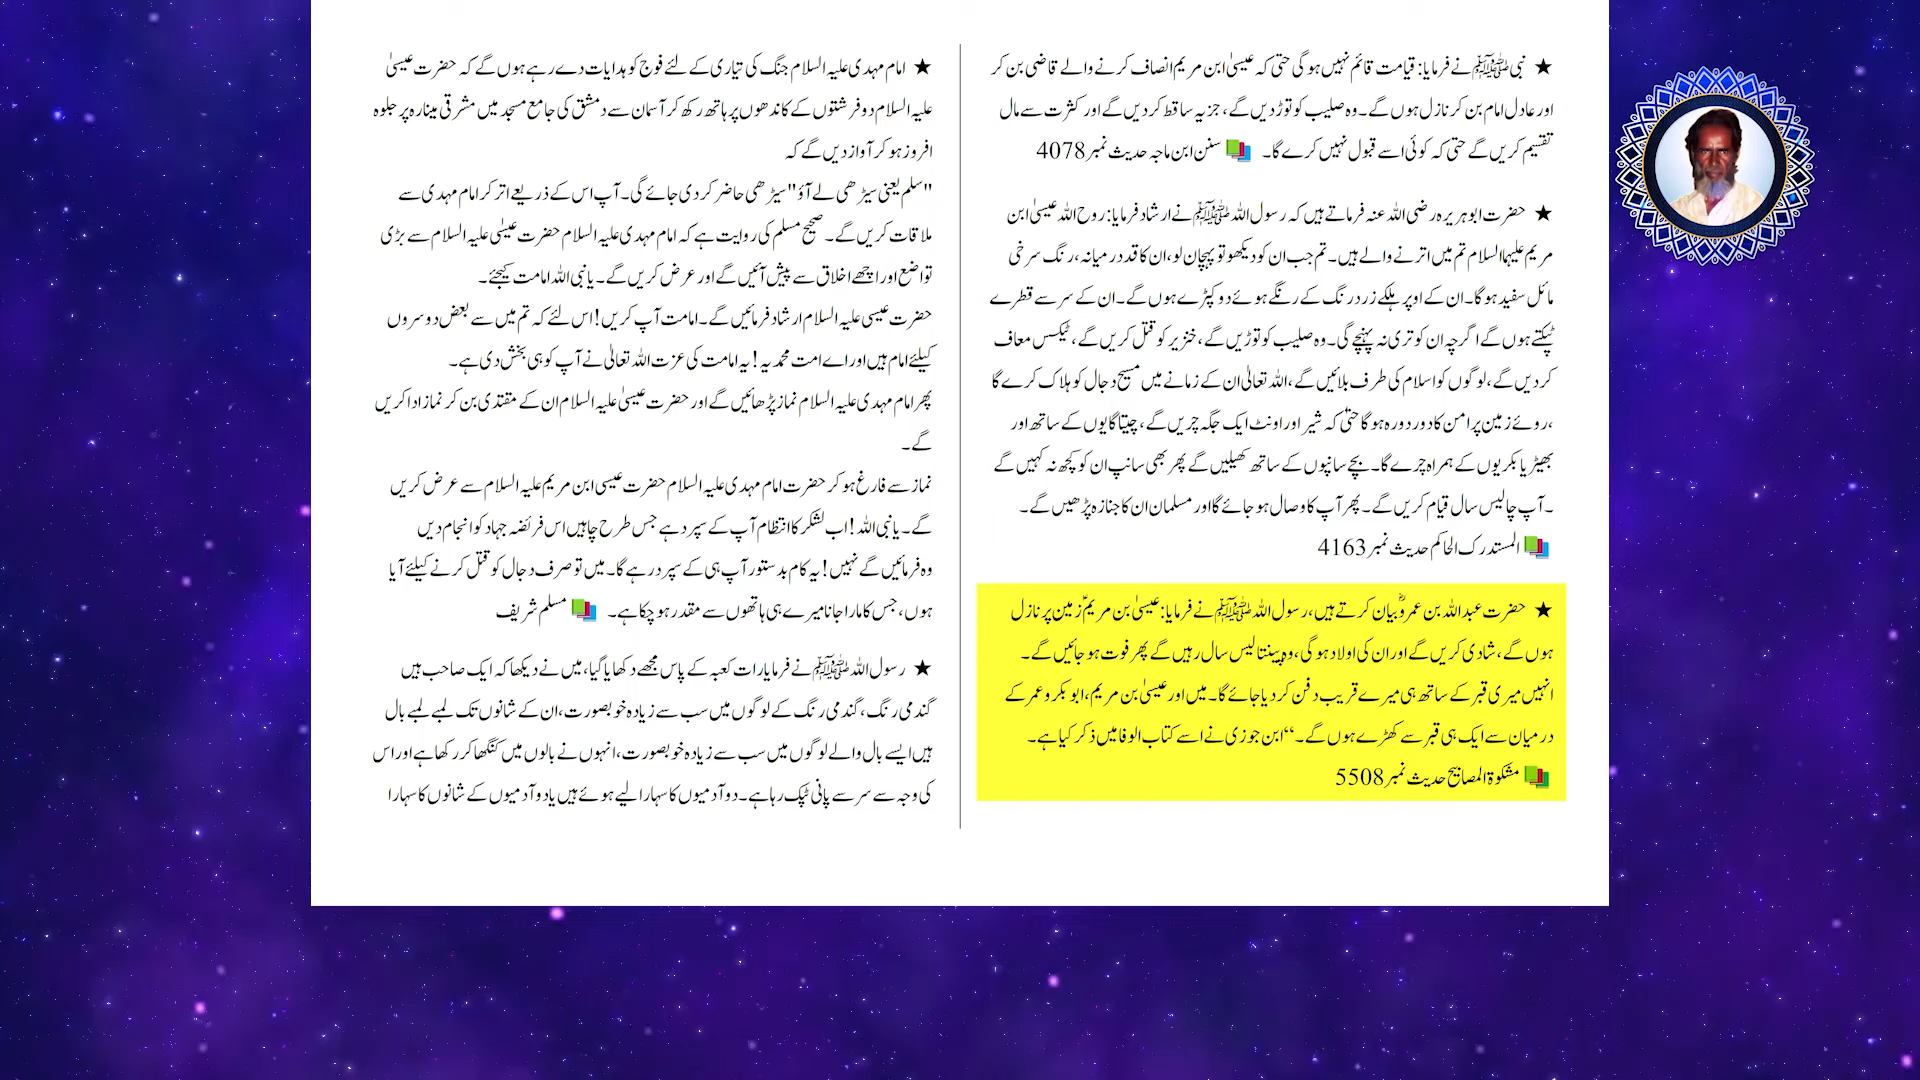 ★ نبی ﷺ نے فرمایا: قیامت قائم نہیں ہوگی حتی کہ عیسیٰ ابن مریم انصاف کرنے والے قاضی بن کر
اور عادل امام بن کر نازل ہوں گے۔ وہ صلیب کو توڑ دیں گے، جزیہ ساقط کر دیں گے اور کثرت سے مال
تقسیم کریں گے حتی کہ کوئی اسے قبول نہیں کرے گا۔ سنن ابن ماجہ حدیث نمبر 4078
★ حضرت ابو ہریرہ رضی اللہ عنہ فرماتے ہیں کہ رسول اللہ ﷺ نے ارشاد فرمایا: روح اللہ عیسیٰ ابن
مریم علیہما السلام تم میں اترنے والے ہیں۔ تم جب ان کو دیکھو تو پہچان لو، ان کا قد درمیانہ، رنگ سرخی
مائل سفید ہوگا۔ ان کے اوپر ہلکے زرد رنگ کے رنگے ہوئے دو کپڑے ہوں گے۔ ان کے سر سے قطرے
ٹپکتے ہوں گے اگرچہ ان کو تری نہ پہنچے گی۔ وہ صلیب کو توڑیں گے، خنزیر کو قتل کریں گے، ٹیکس معاف
کر دیں گے، لوگوں کو اسلام کی طرف بلائیں گے، اللہ تعالیٰ ان کے زمانے میں مسیح دجال کو ہلاک کرے گا
،روئے زمین پر امن کا دور دورہ ہوگا حتیٰ کہ شیر اور اونٹ ایک جگہ چریں گے، چیتا گایوں کے ساتھ اور
بھیڑیا بکریوں کے ہمراہ چرے گا۔ بچے سانپوں کے ساتھ کھیلیں گے پھر بھی سانپ ان کو کچھ نہ کہیں گے
۔ آپ چالیس سال قیام کریں گے۔ پھر آپ کا وصال ہو جائے گا اور مسلمان ان کا جنازہ پڑھیں گے۔
المستدرک الحاکم حدیث نمبر 4163
★ حضرت عبداللہ بن عمروؓ بیان کرتے ہیں، رسول اللہ ﷺ نے فرمایا: عیسیٰ بن مریمؑ زمین پر نازل
ہوں گے، شادی کریں گے اور ان کی اولاد ہوگی، وہ پینتالیس سال رہیں گے پھر فوت ہو جائیں گے۔
انہیں میری قبر کے ساتھ ہی میرے قریب دفن کر دیا جائے گا۔ میں اور عیسیٰ بن مریم، ابو بکر و عمر کے
درمیان سے ایک ہی قبر سے کھڑے ہوں گے۔‘‘ ابن جوزی نے اسے کتاب الوفا میں ذکر کیا ہے۔
مشکوۃ المصابیح حدیث نمبر 5508
★ امام مہدی علیہ السلام جنگ کی تیاری کے لئے فوج کو ہدایات دے رہے ہوں گے کہ حضرت عیسیٰ
علیہ السلام دو فرشتوں کے کاندھوں پر ہاتھ رکھ کر آسمان سے دمشق کی جامع مسجد میں مشرقی مینارہ پر جلوہ
افروز ہو کر آواز دیں گے کہ
"سلم یعنی سیڑھی لے آؤ" سیڑھی حاضر کر دی جائے گی۔ آپ اس کے ذریعے اتر کر امام مہدی سے
ملاقات کریں گے۔ صحیح مسلم کی روایت ہے کہ امام مہدی علیہ السلام حضرت عیسیٰ علیہ السلام سے بڑی
تواضع اور اچھے اخلاق سے پیش آئیں گے اور عرض کریں گے۔ یا نبی اللہ امامت کیجئے۔
حضرت عیسی علیہ السلام ارشاد فرمائیں گے۔ امامت آپ کریں! اس لئے کہ تم میں سے بعض دوسروں
کیلئے امام ہیں اور اے امت محمدیہ! یہ امامت کی عزت اللہ تعالٰی نے آپ کو ہی بخش دی ہے۔
پھر امام مہدی علیہ السلام نماز پڑھائیں گے اور حضرت عیسیٰ علیہ السلام ان کے مقتدی بن کر نماز ادا کریں
گے۔
نماز سے فارغ ہو کر حضرت امام مہدی علیہ السلام حضرت عیسی ابن مریم علیہ السلام سے عرض کریں
گے۔ یا نبی اللہ! اب لشکر کا انتظام آپ کے سپرد ہے جس طرح چاہیں اس فریضہ جہاد کو انجام دیں
وہ فرمائیں گے نہیں! یہ کام بدستور آپ ہی کے سپرد رہے گا۔ میں تو صرف دجال کو قتل کرنے کیلئے آیا
ہوں، جس کا مارا جانا میرے ہی ہاتھوں سے مقدر ہو چکا ہے۔ مسلم شریف
★ رسول اللہ ﷺ نے فرمایا رات کعبہ کے پاس مجھے دکھایا گیا، میں نے دیکھا کہ ایک صاحب ہیں
گندمی رنگ، گندمی رنگ کے لوگوں میں سب سے زیادہ خوبصورت، ان کے شانوں تک لمبے لمبے بال
ہیں ایسے بال والے لوگوں میں سب سے زیادہ خوبصورت، انہوں نے بالوں میں کنگھا کر رکھا ہے اور اس
کی وجہ سے سر سے پانی ٹپک رہا ہے۔ دو آدمیوں کا سہارا لیے ہوئے ہیں یا دو آدمیوں کے شانوں کا سہارا